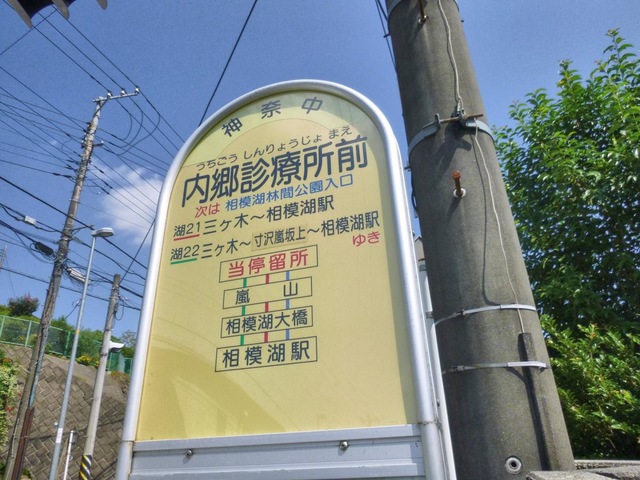 神奈中
うちごう しんりょうじょ まえ
内郷診療所前
次は 相模湖林間公園入口
湖21 三ヶ木～相模湖駅
湖22 三ヶ木～寸沢嵐坂上～相模湖駅
ゆき
当停留所
嵐山
相模湖大橋
相模湖駅